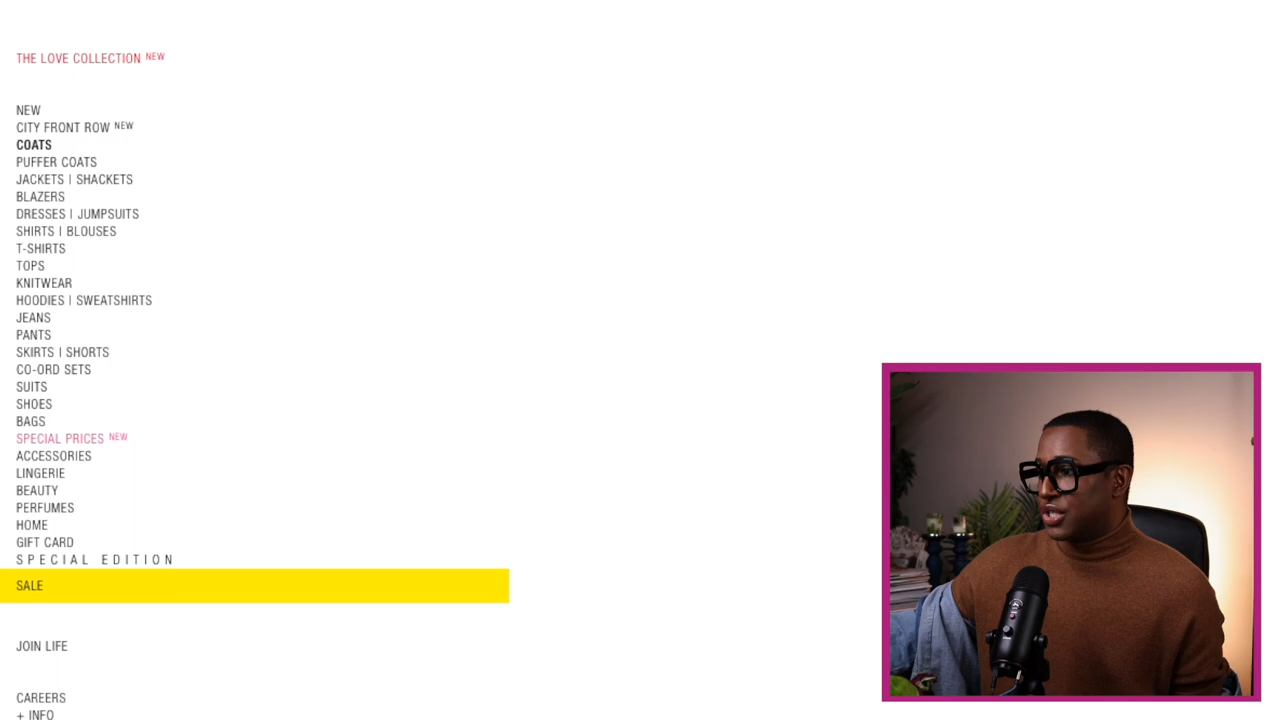 THE LOVE COLLECTION NEW
NEW
CITY FRONT ROW NEW
COATS
PUFFER COATS
JACKETS | SHACKETS
BLAZERS
DRESSES | JUMPSUITS
SHIRTS | BLOUSES
T-SHIRTS
TOPS
KNITWEAR
HOODIES | SWEATSHIRTS
JEANS
PANTS
SKIRTS | SHORTS
CO-ORD SETS
SUITS
SHOES
BAGS
SPECIAL PRICES NEW
ACCESSORIES
LINGERIE
BEAUTY
PERFUMES
HOME
GIFT CARD
SPECIAL EDITION
SALE
JOIN LIFE
CAREERS
+ INFO